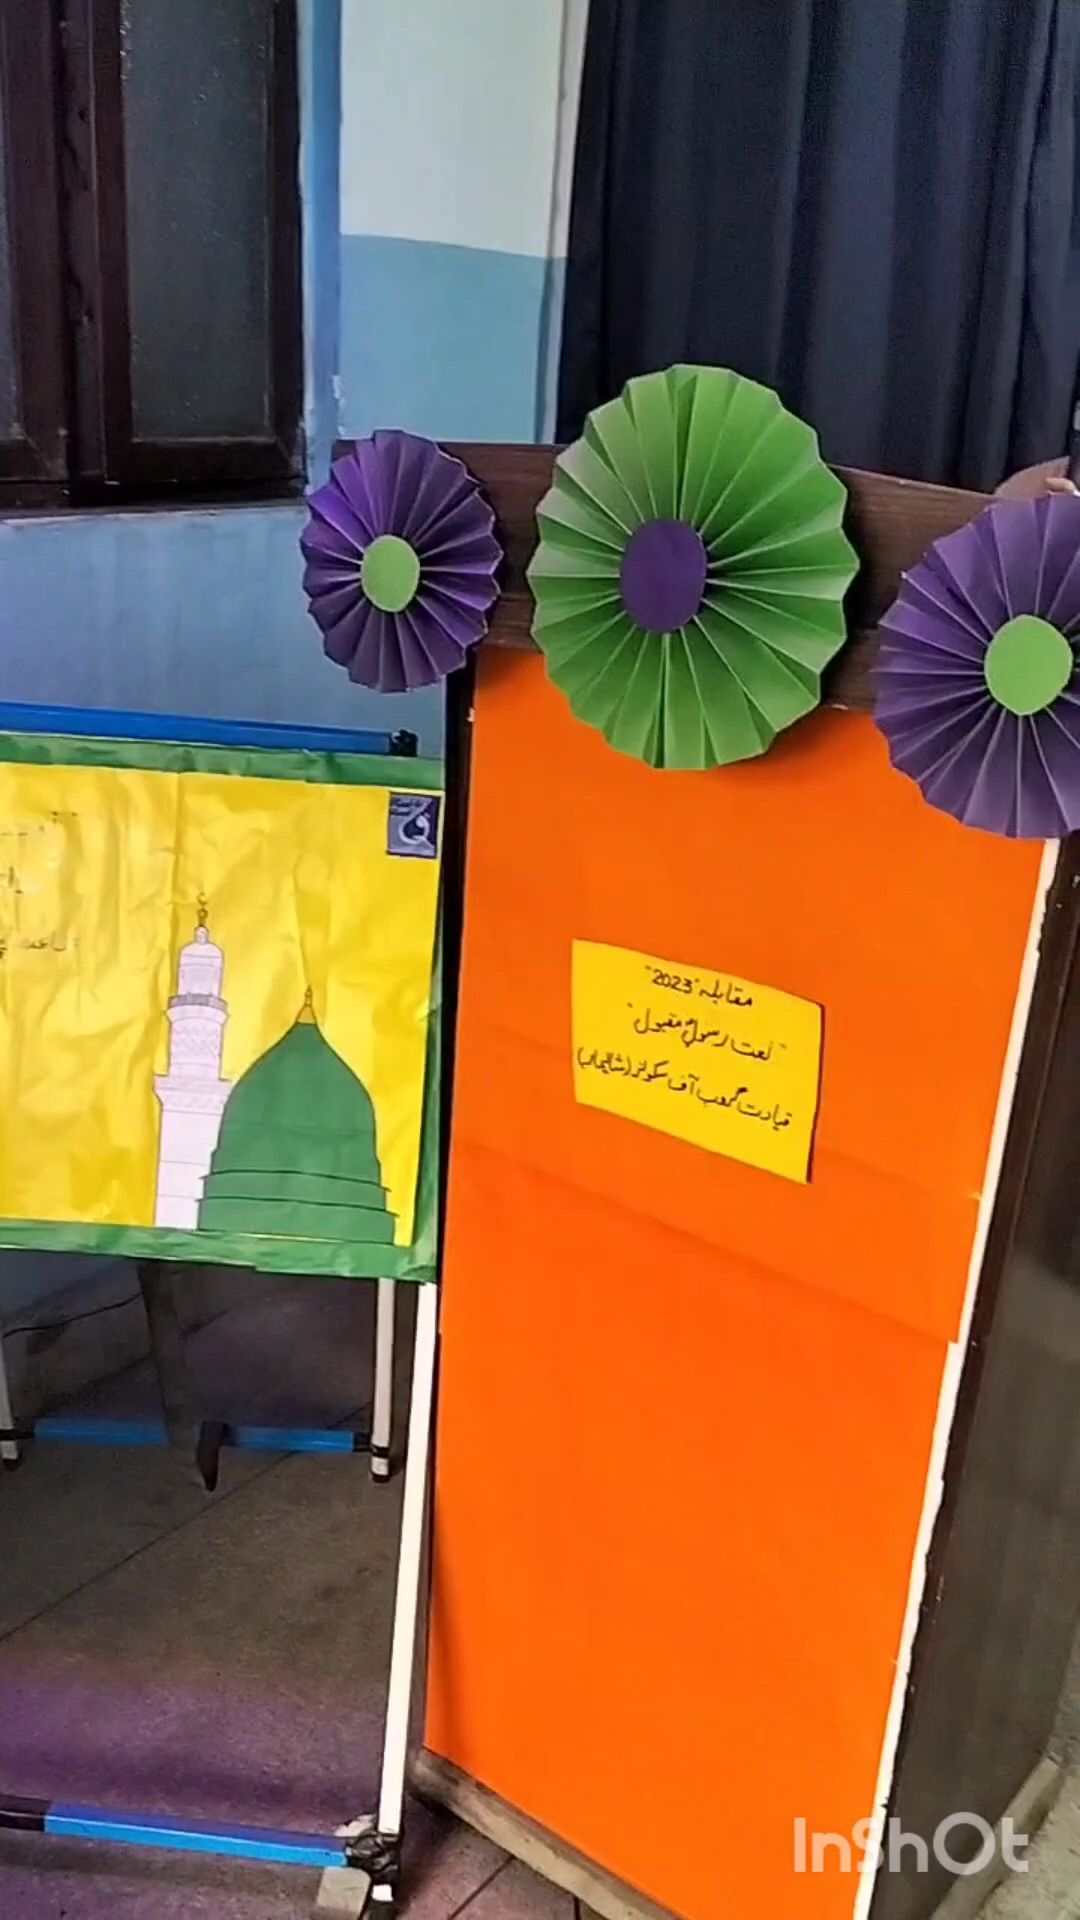 مقابلہ "2023"
"نعت رسولؐ مقبول"
قیادت گروپ آف سکولز (شالیمار)
InShOt